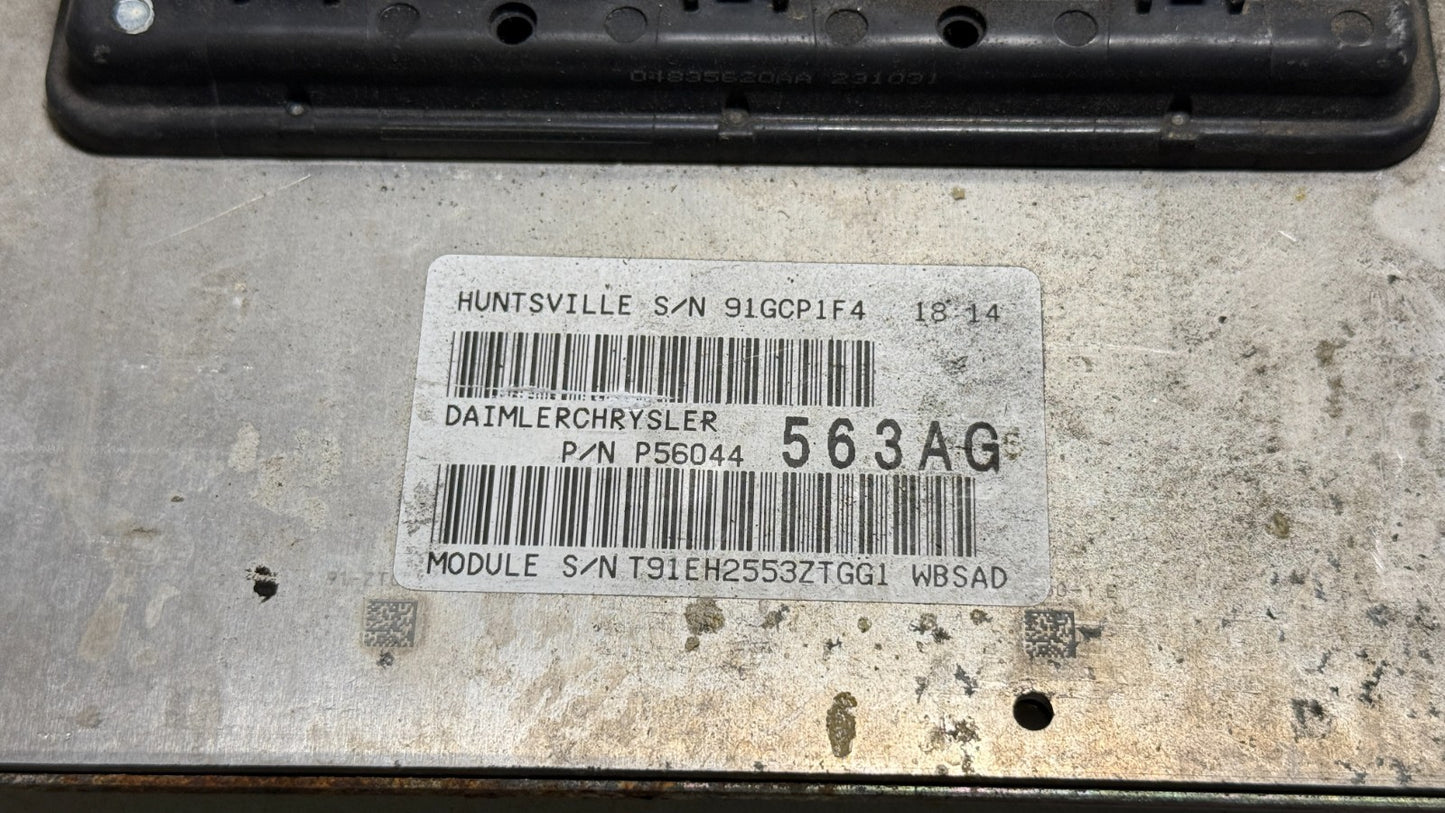 04835620AA 231091
HUNTSVILLE S/N 91GCP1F4 18 14
DAIMLERCHRYSLER
P/N P56044 563AG
MODULE S/N T91EH2553ZTGG1 WBSAD